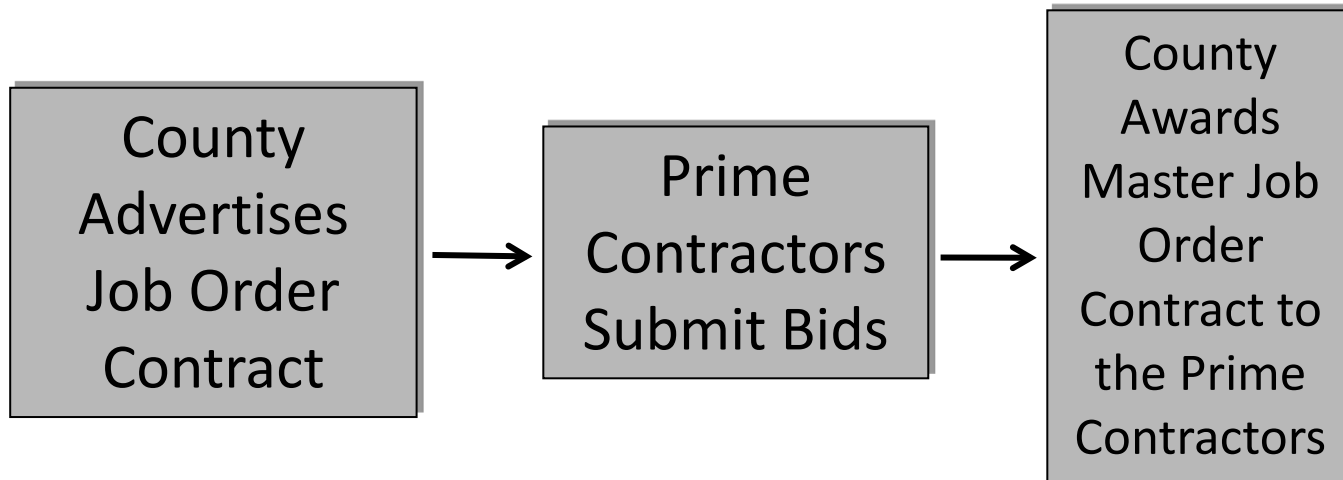 County
Advertises
Job Order
Contract
Prime
Contractors
Submit Bids
County
Awards
Master Job
Order
Contract to
the Prime
Contractors